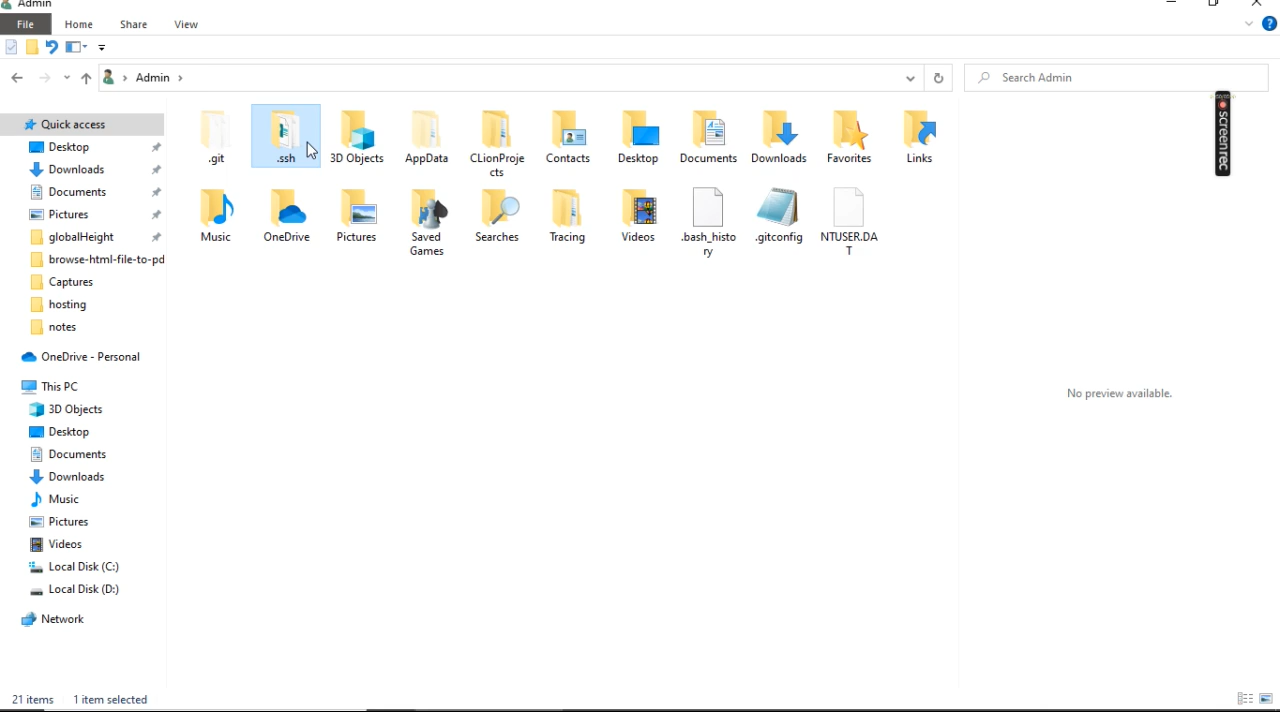 Admin
File Home Share View
Admin
Search Admin
screenrec
Quick access
Desktop
Downloads
Documents
Pictures
globalHeight
browse-html-file-to-pd
Captures
hosting
notes
OneDrive - Personal
This PC
3D Objects
Desktop
Documents
Downloads
Music
Pictures
Videos
Local Disk (C:)
Local Disk (D:)
Network
.git .ssh 3D Objects AppData CLionProje Contacts Desktop Documents Downloads Favorites Links
cts
Music OneDrive Pictures Saved Searches Tracing Videos .bash_histo .gitconfig NTUSER.DA
Games ry T
No preview available.
21 items 1 item selected